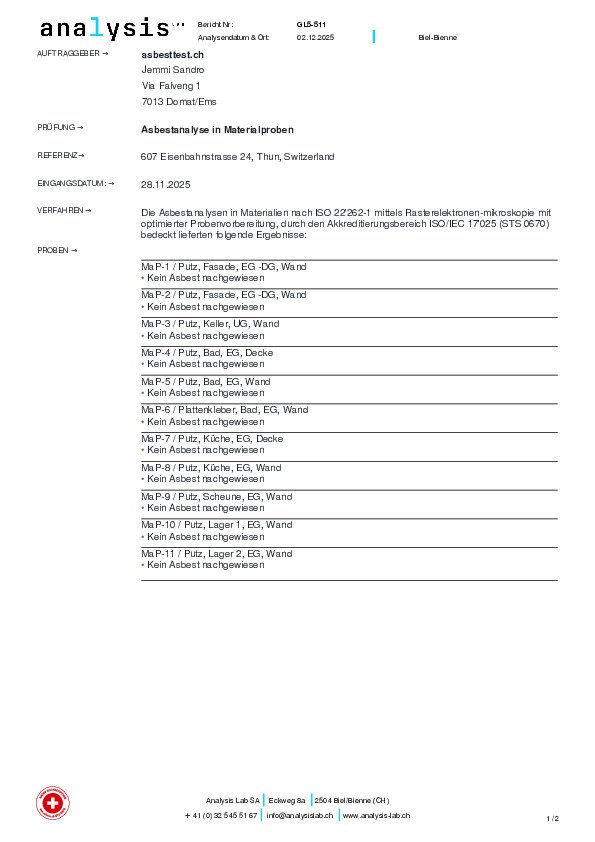 analysis
Bericht Nr: GL5-511
Analysendatum & Ort: 02.12.2025 Biel-Bienne
AUFTRAGGEBER → asbesttest.ch
Jemmi Sandro
Via Falveng 1
7013 Domat/Ems
PRÜFUNG → Asbestanalyse in Materialproben
REFERENZ→ 607 Eisenbahnstrasse 24, Thun, Switzerland
EINGANGSDATUM: → 28.11.2025
VERFAHREN → Die Asbestanalysen in Materialien nach ISO 22'262-1 mittels Rasterelektronen-mikroskopie mit
optimierter Probenvorbereitung, durch den Akkreditierungsbereich ISO/IEC 17'025 (STS 0670)
bedeckt lieferten folgende Ergebnisse:
PROBEN →
MaP-1 / Putz, Fasade, EG -DG, Wand
• Kein Asbest nachgewiesen
MaP-2 / Putz, Fasade, EG -DG, Wand
• Kein Asbest nachgewiesen
MaP-3 / Putz, Keller, UG, Wand
• Kein Asbest nachgewiesen
MaP-4 / Putz, Bad, EG, Decke
• Kein Asbest nachgewiesen
MaP-5 / Putz, Bad, EG, Wand
• Kein Asbest nachgewiesen
MaP-6 / Plattenkleber, Bad, EG, Wand
• Kein Asbest nachgewiesen
MaP-7 / Putz, Küche, EG, Decke
• Kein Asbest nachgewiesen
MaP-8 / Putz, Küche, EG, Wand
• Kein Asbest nachgewiesen
MaP-9 / Putz, Scheune, EG, Wand
• Kein Asbest nachgewiesen
MaP-10 / Putz, Lager 1, EG, Wand
• Kein Asbest nachgewiesen
MaP-11 / Putz, Lager 2, EG, Wand
• Kein Asbest nachgewiesen
Analysis Lab SA | Eckweg 8a | 2504 Biel/Bienne (CH)
+ 41 (0) 32 545 51 67 | info@analysislab.ch | www.analysis-lab.ch
1 / 2